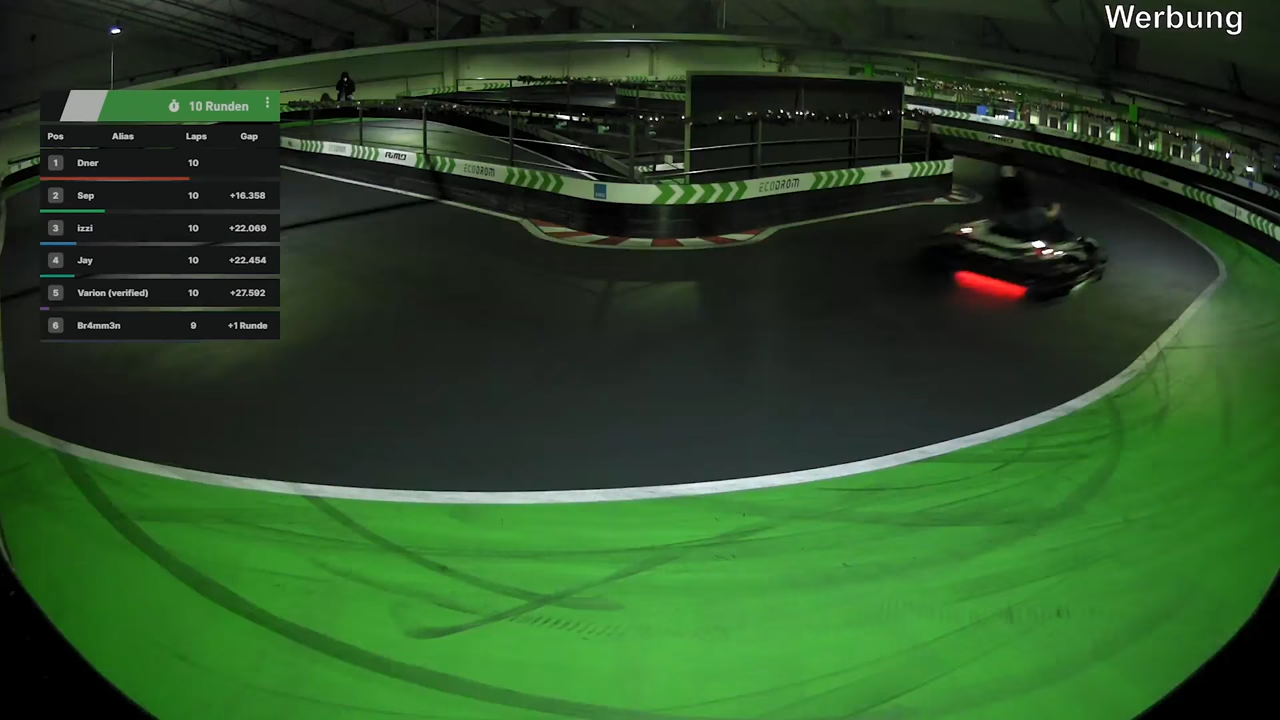 Werbung
10 Runden
Pos Alias Laps Gap
1 Dner 10
2 Sep 10 +16.358
3 izzi 10 +22.069
4 Jay 10 +22.454
5 Varion (verified) 10 +27.592
6 Br4mm3n 9 +1 Runde
RiMO
ECODROM
ECODROM